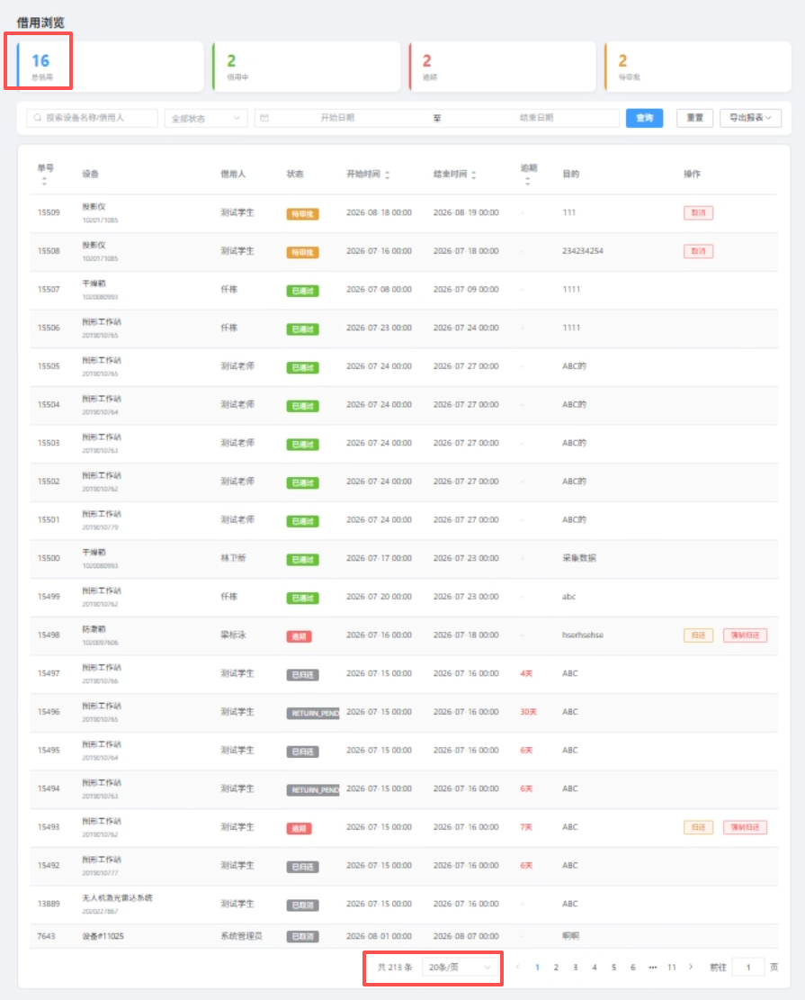 借用浏览
16
总借用
2
借用中
2
逾期
2
待审批
搜索设备名称/借用人 全部状态 开始日期 至 结束日期 查询 重置 导出报表
单号 设备 借用人 状态 开始时间 结束时间 逾期 目的 操作
15509 投影仪 1020171085 测试学生 待审批 2026-08-18 00:00 2026-08-19 00:00 - 111 取消
15508 投影仪 1020171085 测试学生 待审批 2026-07-16 00:00 2026-07-18 00:00 - 234234254 取消
15507 干燥箱 1020080993 任栋 已通过 2026-07-08 00:00 2026-07-09 00:00 - 1111
15506 图形工作站 2019010765 任栋 已通过 2026-07-23 00:00 2026-07-24 00:00 - 1111
15505 图形工作站 2019010765 测试老师 已通过 2026-07-24 00:00 2026-07-27 00:00 - ABC的
15504 图形工作站 2019010764 测试老师 已通过 2026-07-24 00:00 2026-07-27 00:00 - ABC的
15503 图形工作站 2019010763 测试老师 已通过 2026-07-24 00:00 2026-07-27 00:00 - ABC的
15502 图形工作站 2019010762 测试老师 已通过 2026-07-24 00:00 2026-07-27 00:00 - ABC的
15501 图形工作站 2019010779 测试老师 已通过 2026-07-24 00:00 2026-07-27 00:00 - ABC的
15500 干燥箱 1020080993 林卫新 已通过 2026-07-17 00:00 2026-07-23 00:00 - 采集数据
15499 图形工作站 2019010762 任栋 已通过 2026-07-20 00:00 2026-07-23 00:00 - abc
15498 防潮箱 1020097606 梁标泳 逾期 2026-07-16 00:00 2026-07-18 00:00 - hserhsehse 归还 强制归还
15497 图形工作站 2019010766 测试学生 已归还 2026-07-15 00:00 2026-07-16 00:00 4天 ABC
15496 图形工作站 2019010765 测试学生 RETURN_PEND 2026-07-15 00:00 2026-07-16 00:00 30天 ABC
15495 图形工作站 2019010764 测试学生 已归还 2026-07-15 00:00 2026-07-16 00:00 6天 ABC
15494 图形工作站 2019010763 测试学生 RETURN_PEND 2026-07-15 00:00 2026-07-16 00:00 6天 ABC
15493 图形工作站 2019010762 测试学生 逾期 2026-07-15 00:00 2026-07-16 00:00 7天 ABC 归还 强制归还
15492 图形工作站 2019010777 测试学生 已归还 2026-07-15 00:00 2026-07-16 00:00 6天 ABC
13889 无人机激光雷达系统 2020227867 测试学生 已取消 2026-07-15 00:00 2026-07-16 00:00 - ABC
7643 设备#11025 系统管理员 已取消 2026-08-01 00:00 2026-08-07 00:00 - 啊啊
共 213 条 20条/页 1 2 3 4 5 6 ··· 11 前往 1 页